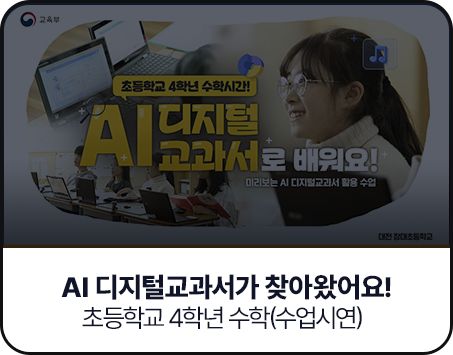 교육부
초등학교 4학년 수학시간!
AI 디지털
교과서로 배워요!
미리보는 AI 디지털교과서 활용 수업
대전 장대초등학교
AI 디지털교과서가 찾아왔어요!
초등학교 4학년 수학(수업시연)